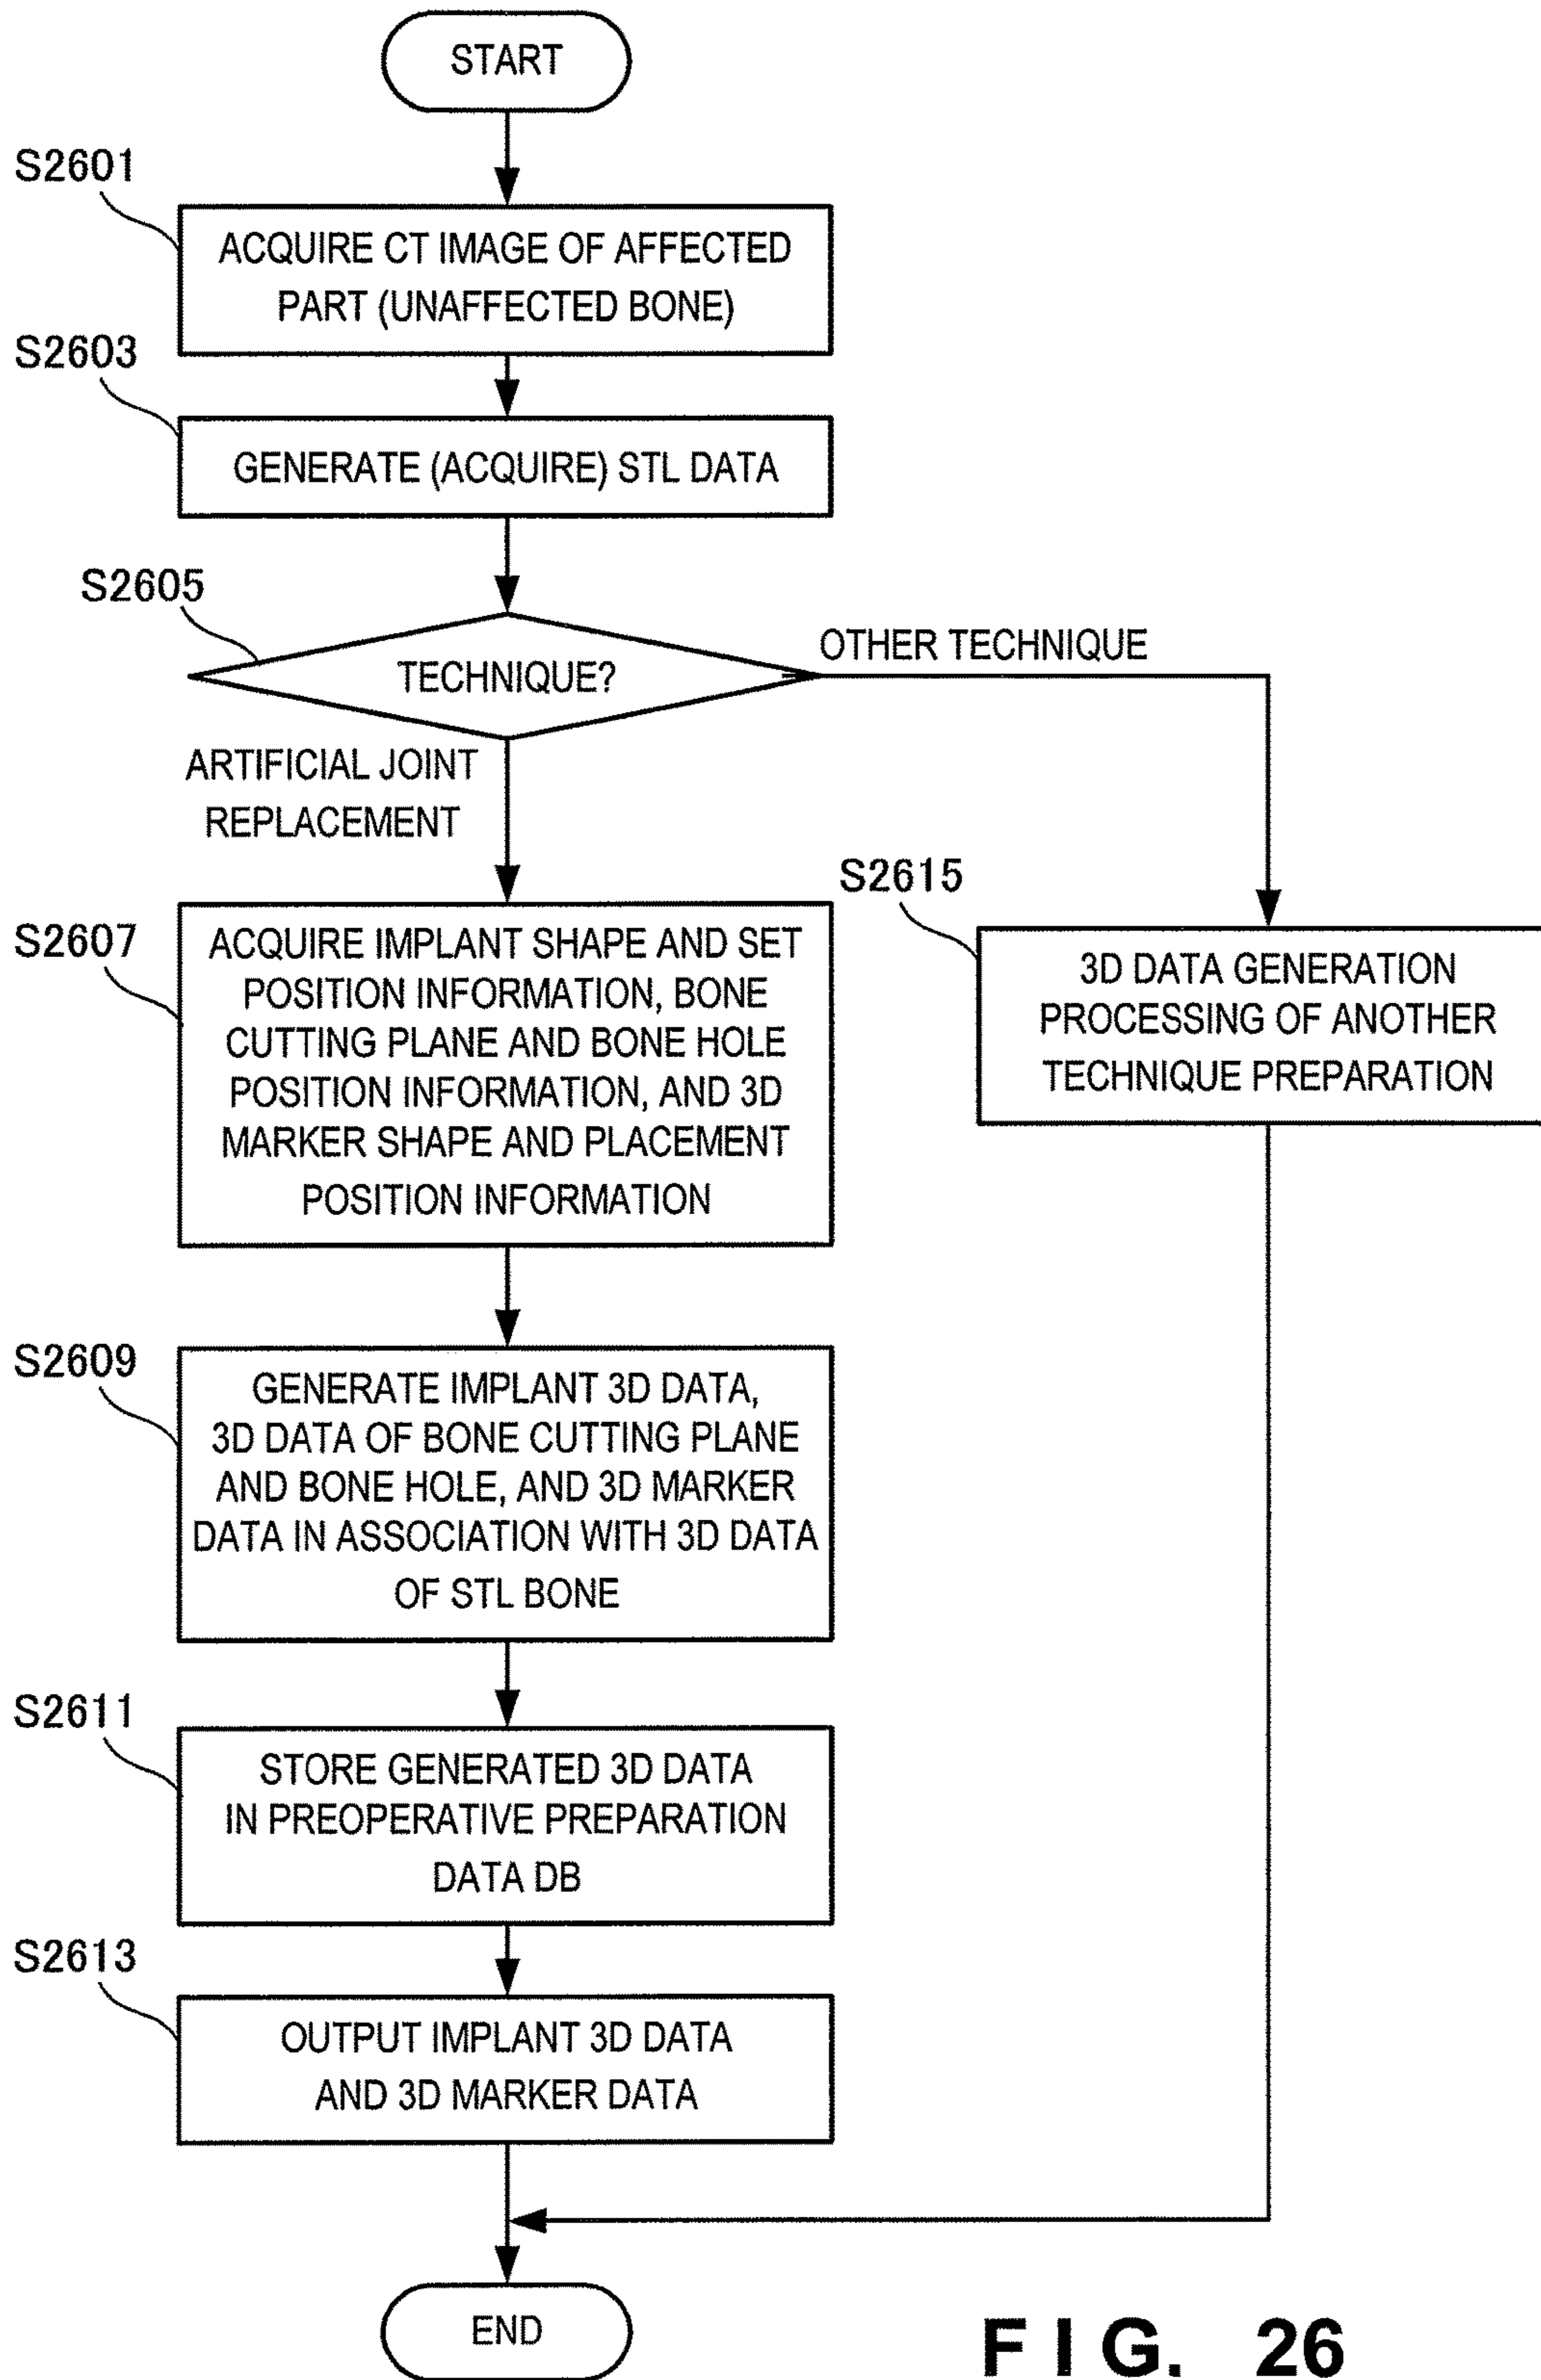 START
S2601
ACQUIRE CT IMAGE OF AFFECTED
PART (UNAFFECTED BONE)
S2603
GENERATE (ACQUIRE) STL DATA
S2605
TECHNIQUE?
OTHER TECHNIQUE
ARTIFICIAL JOINT
REPLACEMENT
S2607
ACQUIRE IMPLANT SHAPE AND SET
POSITION INFORMATION, BONE
CUTTING PLANE AND BONE HOLE
POSITION INFORMATION, AND 3D
MARKER SHAPE AND PLACEMENT
POSITION INFORMATION
S2615
3D DATA GENERATION
PROCESSING OF ANOTHER
TECHNIQUE PREPARATION
S2609
GENERATE IMPLANT 3D DATA,
3D DATA OF BONE CUTTING PLANE
AND BONE HOLE, AND 3D MARKER
DATA IN ASSOCIATION WITH 3D DATA
OF STL BONE
S2611
STORE GENERATED 3D DATA
IN PREOPERATIVE PREPARATION
DATA DB
S2613
OUTPUT IMPLANT 3D DATA
AND 3D MARKER DATA
END
FIG. 26